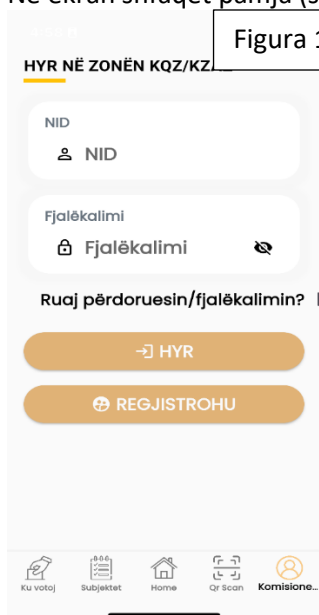 Figura 1
HYR NË ZONËN KQZ/KZAZ
NID
NID
Fjalëkalimi
Fjalëkalimi
Ruaj përdoruesin/fjalëkalimin?
HYR
REGJISTROHU
Ku votoj
Subjektet
Home
Qr Scan
Komisione...